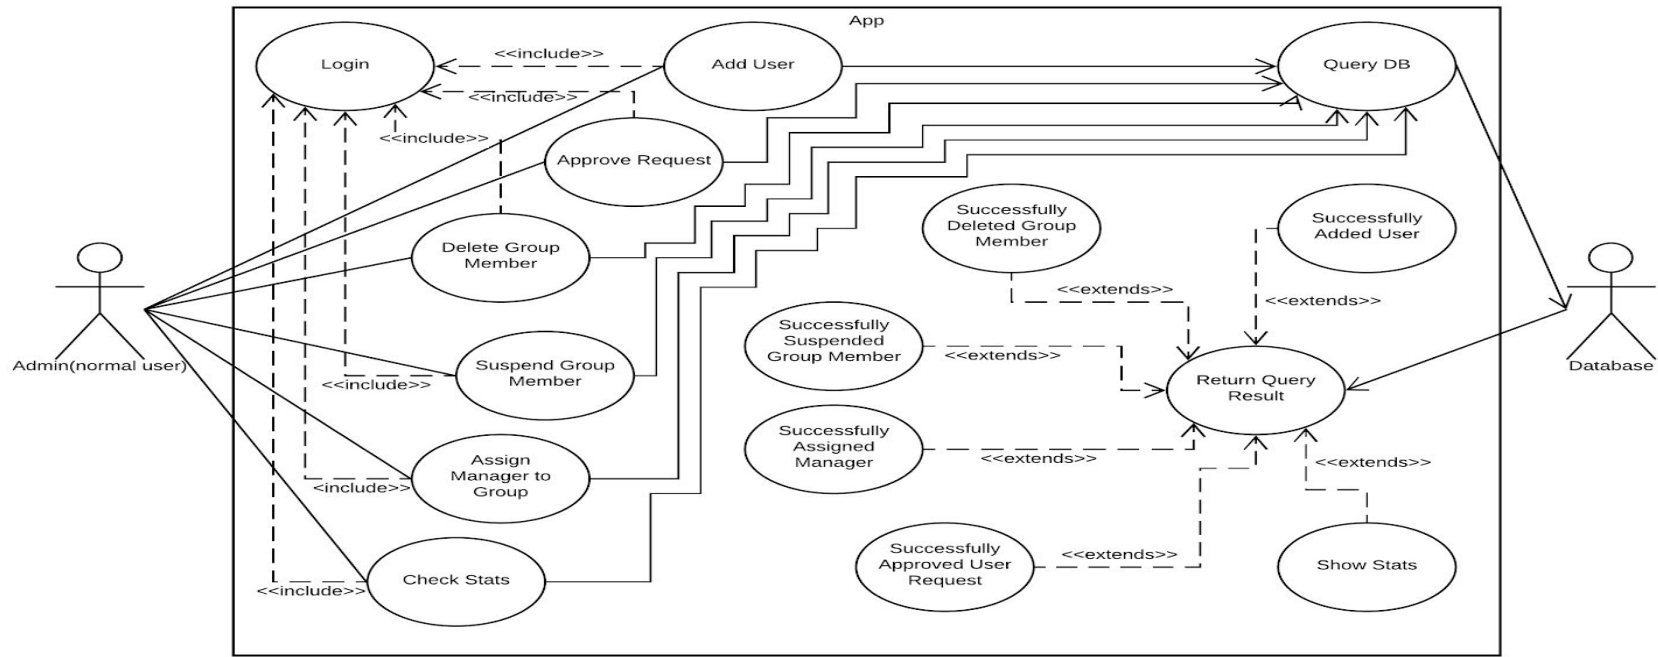 App
Login
<<include>>
Add User
Query DB
<<include>>
<<include>>
Approve Request
Delete Group
Member
Successfully
Deleted Group
Member
Successfully
Added User
<<extends>>
<<extends>>
Admin(normal user)
Database
Suspend Group
Member
<<include>>
Successfully
Suspended
Group Member
<<extends>>
Return Query
Result
Assign
Manager to
Group
<include>>
Successfully
Assigned
Manager
<<extends>>
<<extends>>
Check Stats
<<include>>
Successfully
Approved User
Request
<<extends>>
Show Stats